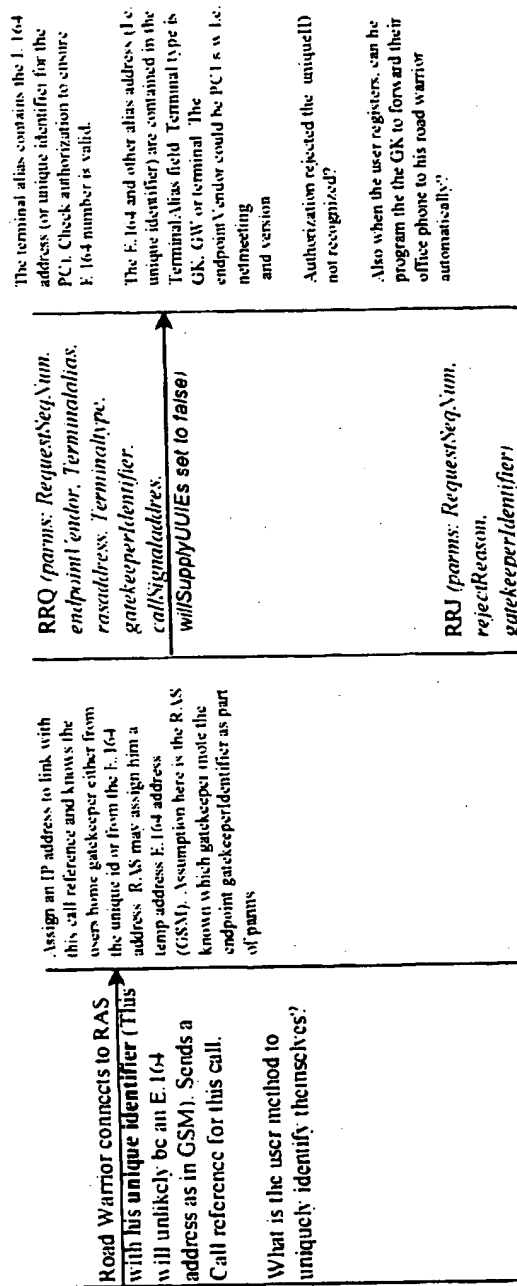 Road Warrior connects to RAS
with his unique identifier (This
will unlikely be an E.164
address as in GSM). Sends a
Call reference for this call.
What is the user method to
uniquely identify themselves?
Assign an IP address to link with
this call reference and knows the
users home gatekeeper either from
the unique id or from the E.164
address RAS may assign him a
temp address E.164 address
(GSM). Assumption here is the RAS
known which gatekeeper (note the
endpoint gatekeeperIdentifier as part
of parms
RRQ (parms: RequestSeqNum,
endpointVendor, Terminalalias,
rasaddress, Terminaltype,
gatekeeperIdentifier,
callSignaladdress,
willSupplyUUIEs set to false)
RRJ (parms: RequestSeqNum,
rejectReason,
gatekeeperIdentifier)
The terminal alias contains the E.164
address (or unique identifier for the
PC). Check authorization to ensure
E.164 number is valid.
The E.164 and other alias address (I.e.
unique identifier) are contained in the
TerminalAlias field Terminal type is
GK, GW or terminal The
endpointVendor could be PC1 s w I.e.
netmeeting
and version
Authorization rejected the uniqueID
not recognized?
Also when the user registers, can he
program the the GK to forward their
office phone to his road warrior
automatically?